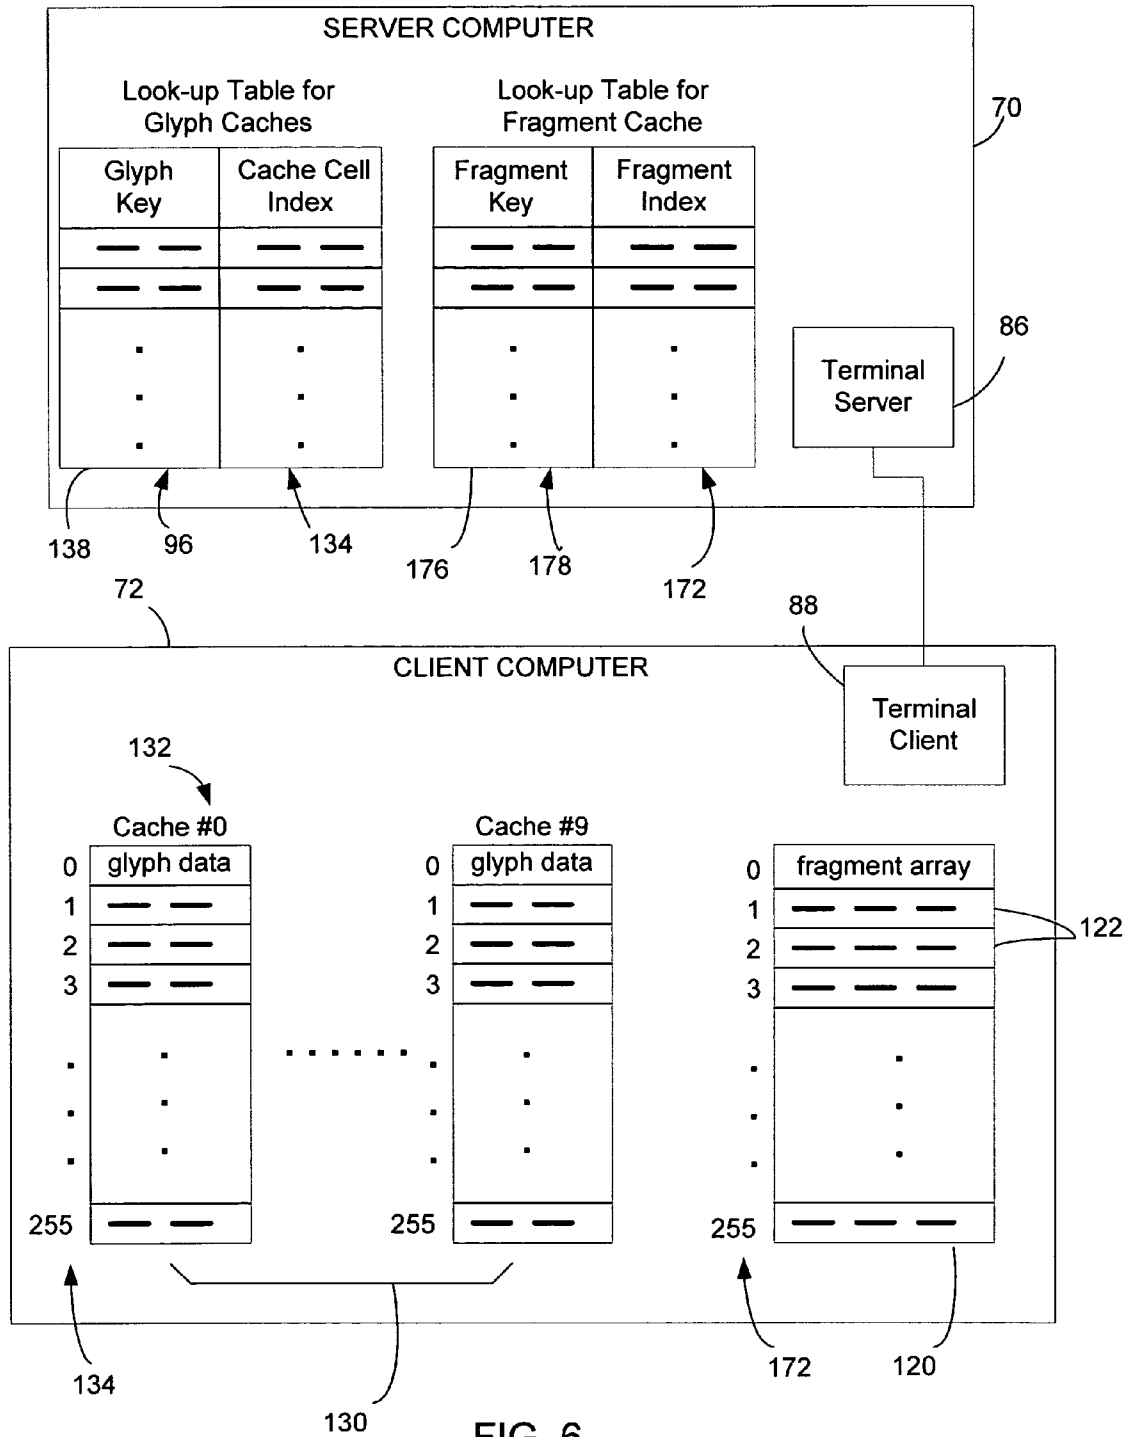 SERVER COMPUTER
Look-up Table for
Glyph Caches
Look-up Table for
Fragment Cache
70
Glyph
Key
Cache Cell
Index
Fragment
Key
Fragment
Index
86
Terminal
Server
138
96
134
176
178
172
72
88
CLIENT COMPUTER
Terminal
Client
132
Cache #0
Cache #9
0
glyph data
0
glyph data
0
fragment array
1
1
1
122
2
2
2
3
3
3
255
255
255
134
130
172
120
FIG. 6